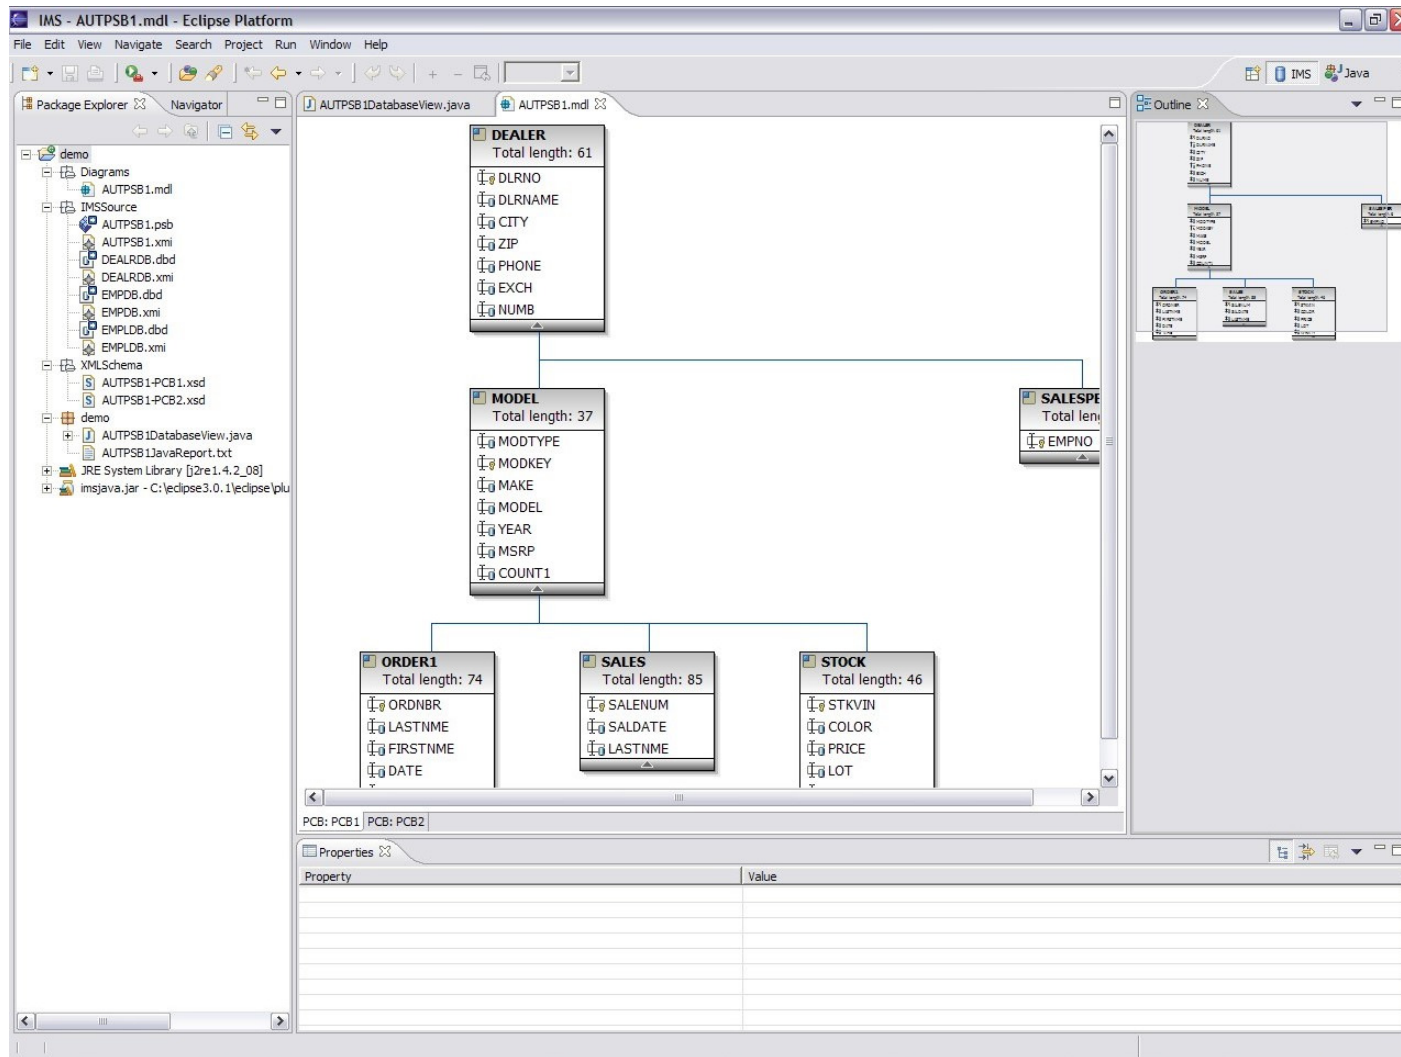 IMS - AUTPSB1.mdl - Eclipse Platform
File Edit View Navigate Search Project Run Window Help
IMS Java
Package Explorer Navigator
demo
Diagrams
AUTPSB1.mdl
IMSSource
AUTPSB1.psb
AUTPSB1.xmi
DEALRDB.dbd
DEALRDB.xmi
EMPDB.dbd
EMPDB.xmi
EMPLDB.dbd
EMPLDB.xmi
XMLSchema
AUTPSB1-PCB1.xsd
AUTPSB1-PCB2.xsd
demo
AUTPSB1DatabaseView.java
AUTPSB1JavaReport.txt
JRE System Library [j2re1.4.2_08]
imsjava.jar - C:\eclipse3.0.1\eclipse\plu
AUTPSB1DatabaseView.java AUTPSB1.mdl
DEALER
Total length: 61
DLRNO
DLRNAME
CITY
ZIP
PHONE
EXCH
NUMB
MODEL
Total length: 37
MODTYPE
MODKEY
MAKE
MODEL
YEAR
MSRP
COUNT1
SALESPE
Total len
EMPNO
ORDER1
Total length: 74
ORDNBR
LASTNME
FIRSTNME
DATE
SALES
Total length: 85
SALENUM
SALDATE
LASTNME
STOCK
Total length: 46
STKVIN
COLOR
PRICE
LOT
PCB: PCB1 PCB: PCB2
Outline
Properties
Property Value